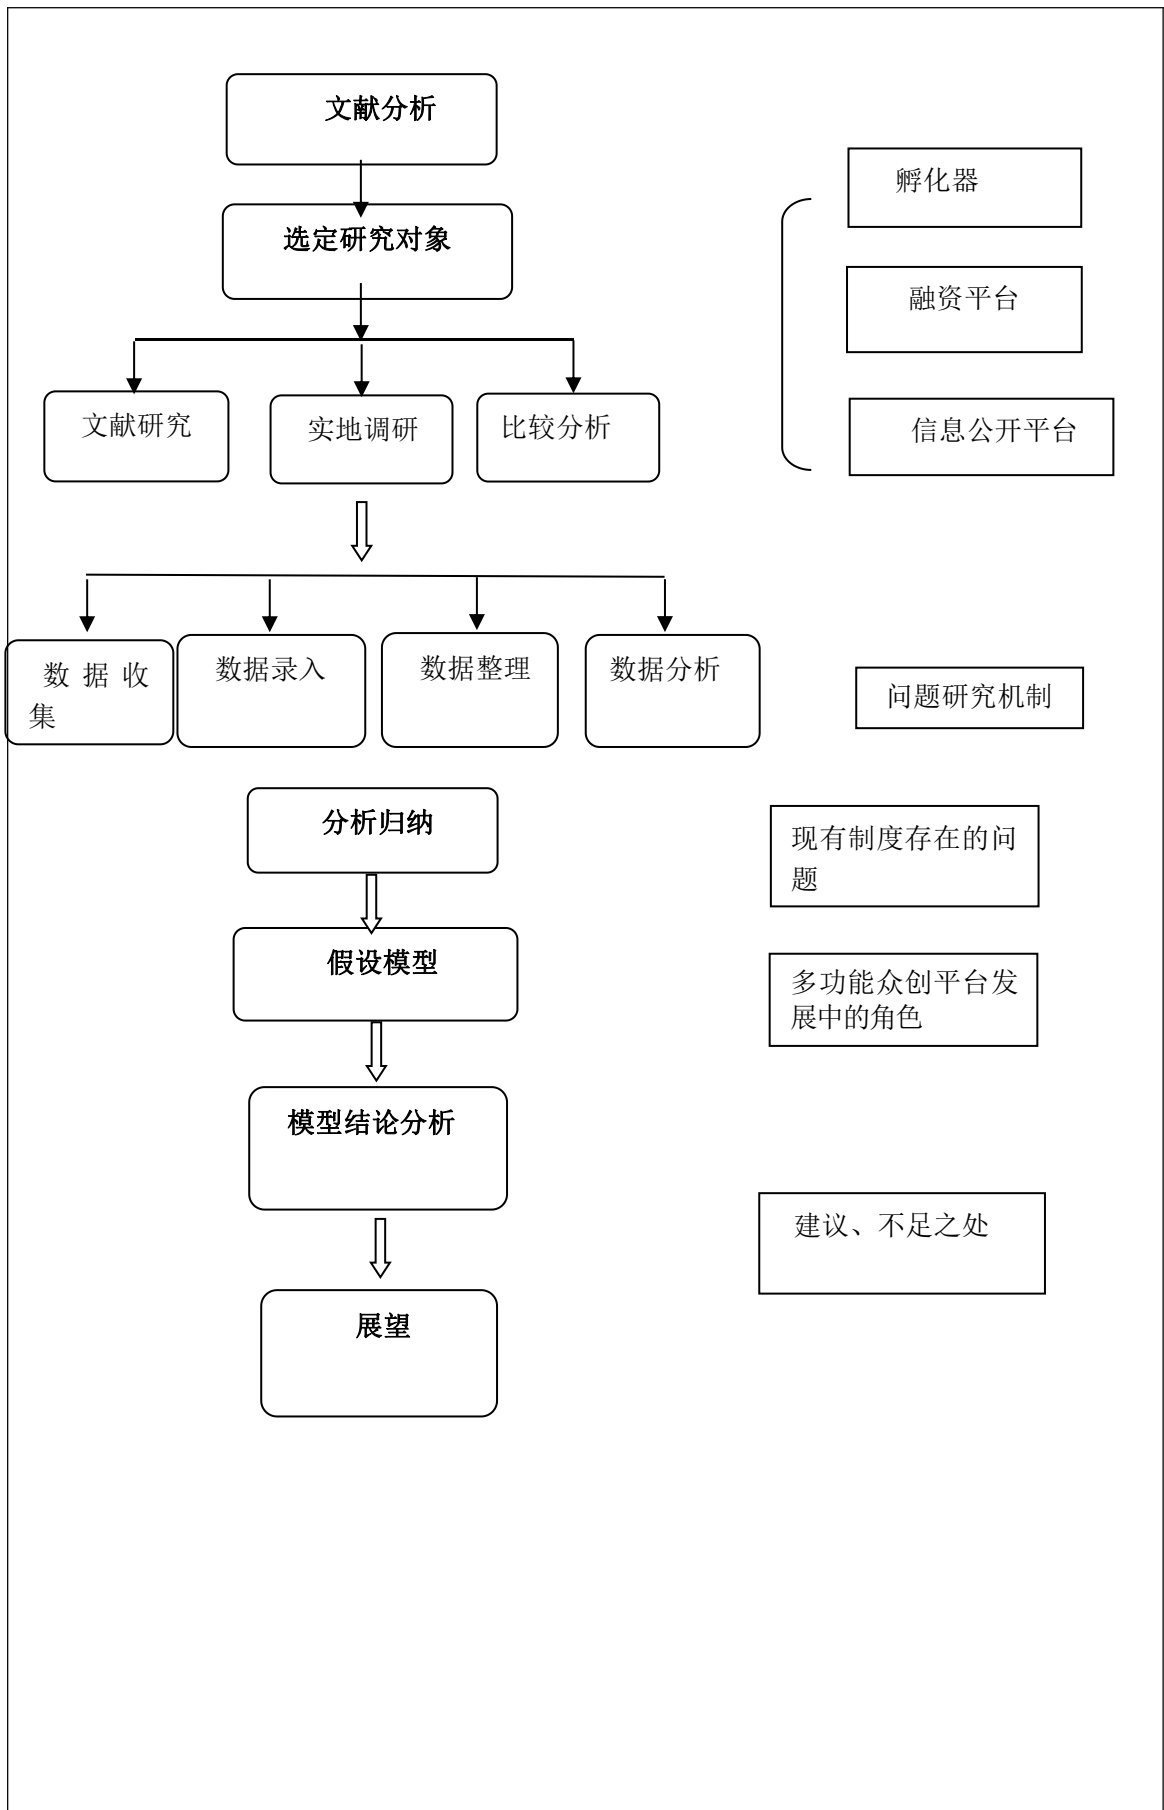 文献分析
孵化器
选定研究对象
融资平台
文献研究
实地调研
比较分析
信息公开平台
数据收
集
数据录入
数据整理
数据分析
问题研究机制
分析归纳
现有制度存在的问
题
假设模型
多功能众创平台发
展中的角色
模型结论分析
建议、不足之处
展望